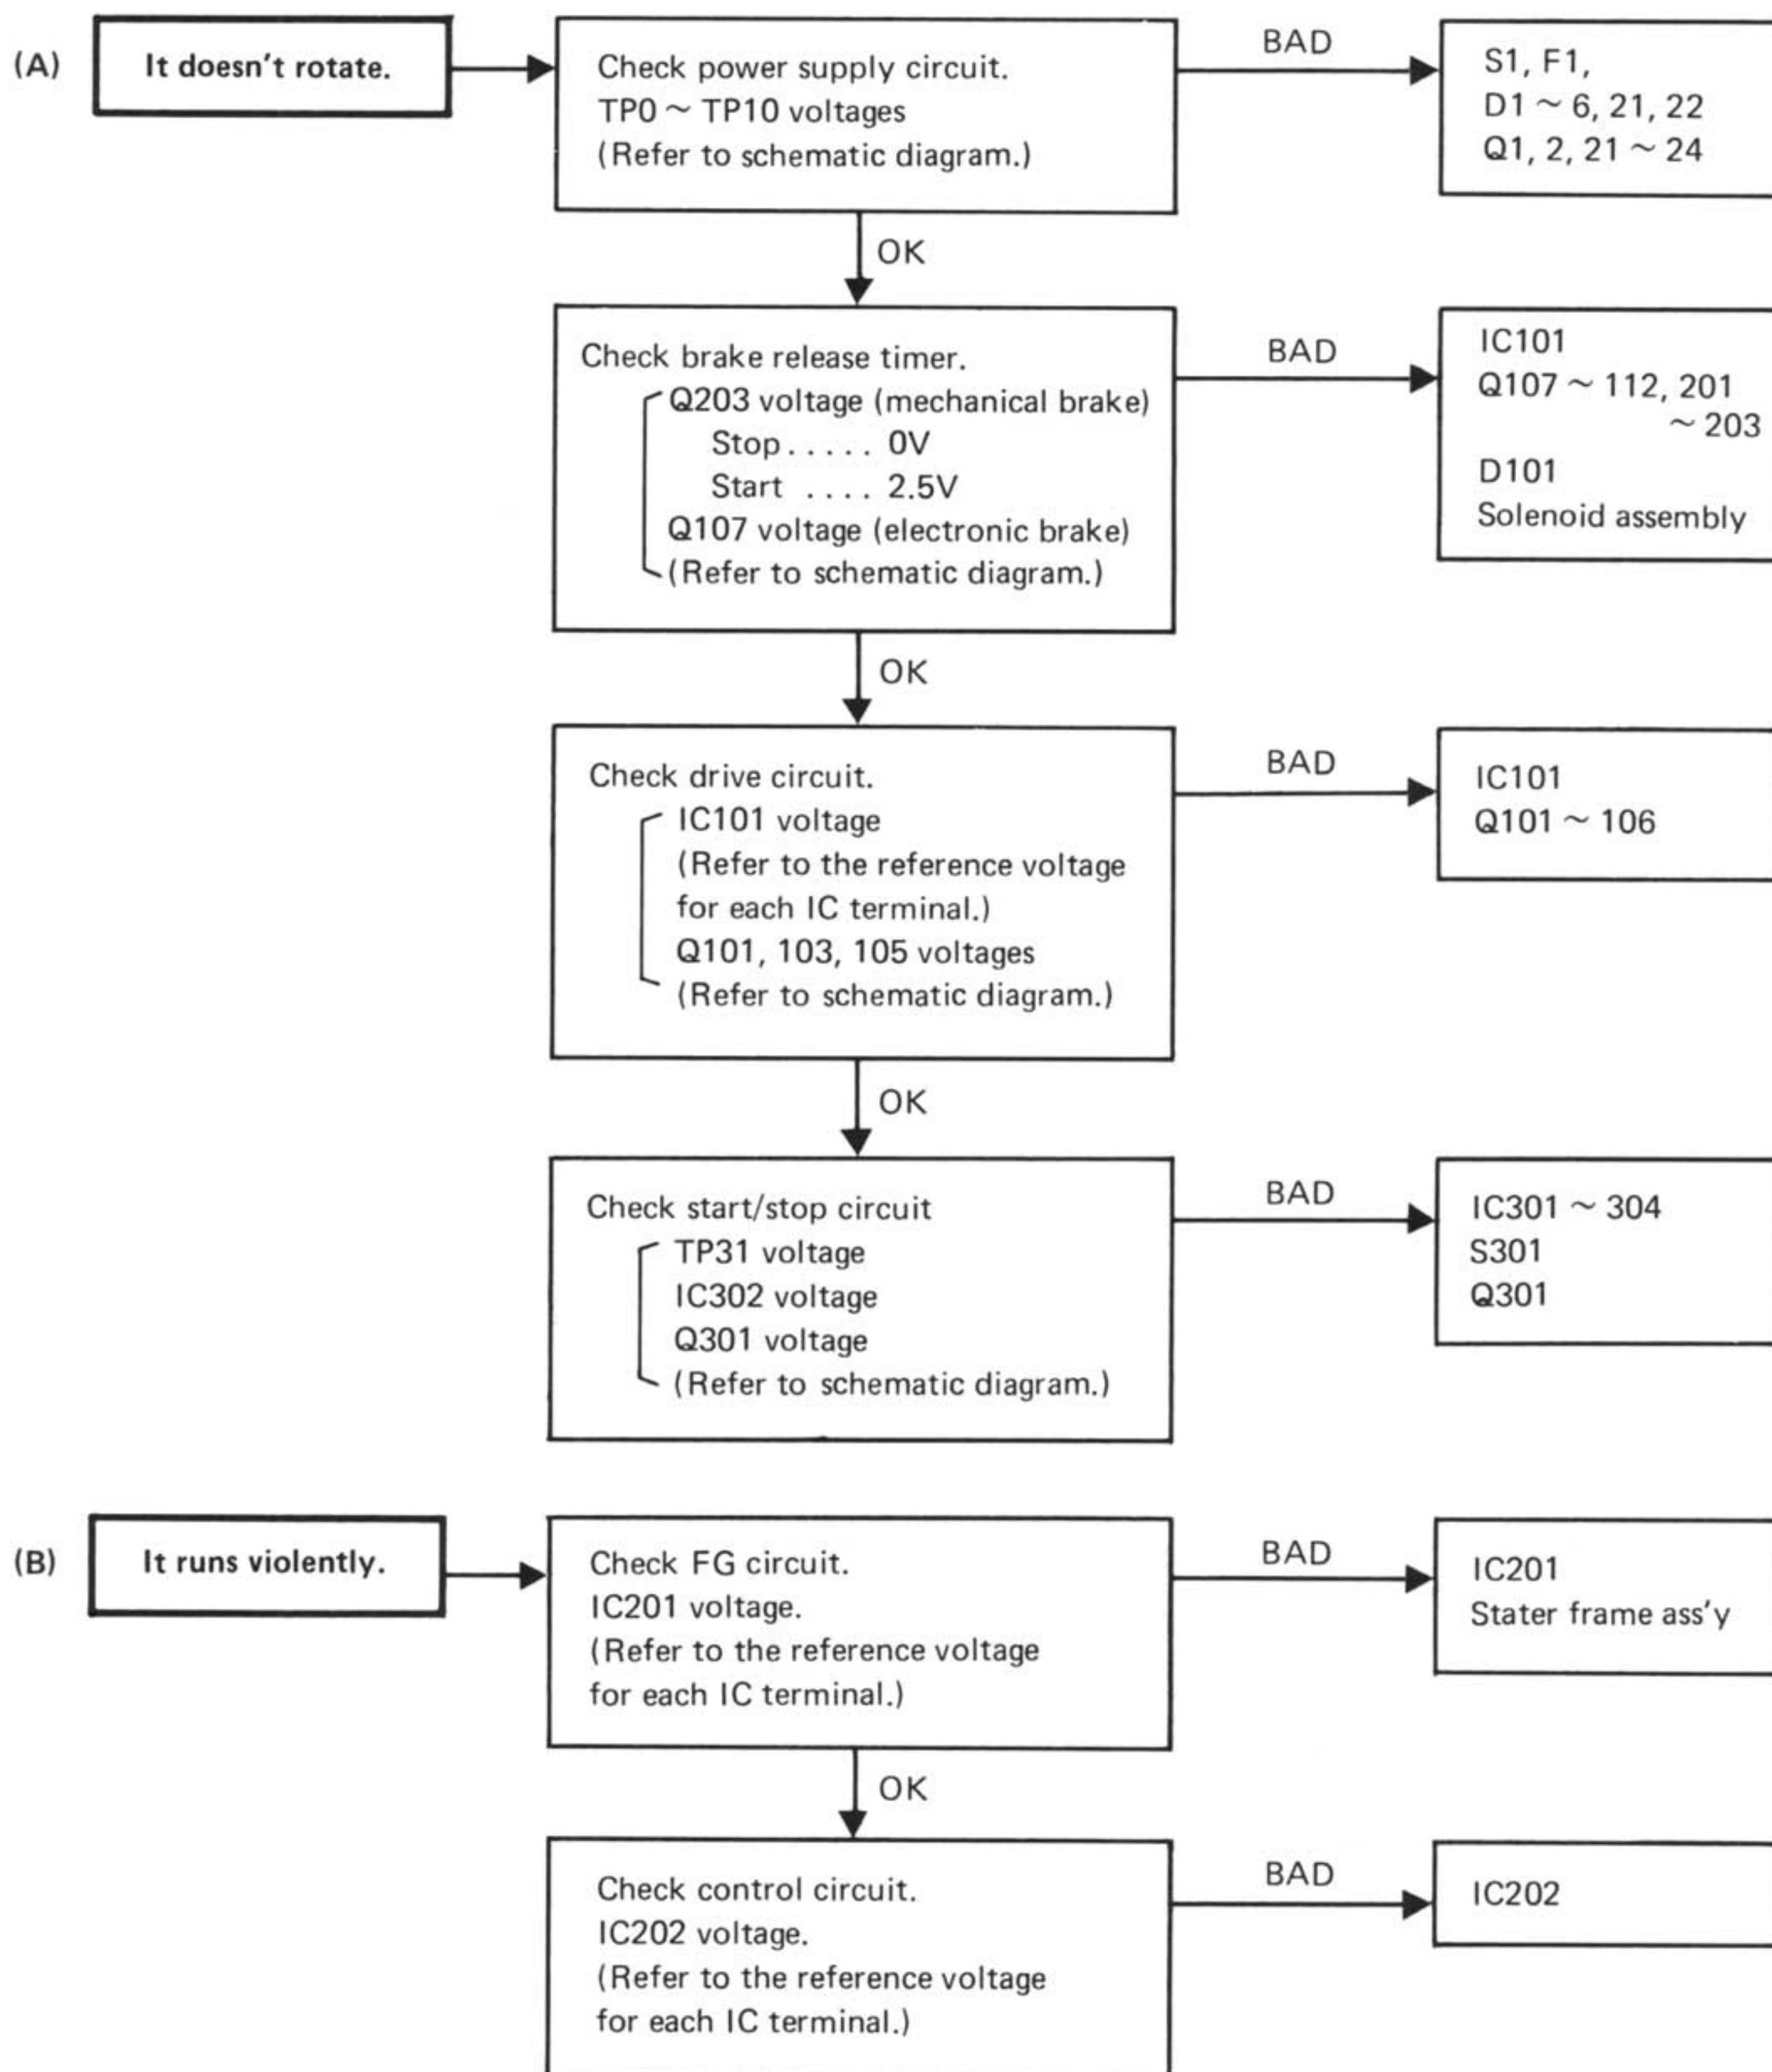 (A)
It doesn't rotate.
Check power supply circuit.
TP0 ~ TP10 voltages
(Refer to schematic diagram.)
BAD
S1, F1,
D1 ~ 6, 21, 22
Q1, 2, 21 ~ 24
OK
Check brake release timer.
Q203 voltage (mechanical brake)
Stop . . . . . 0V
Start . . . . 2.5V
Q107 voltage (electronic brake)
(Refer to schematic diagram.)
BAD
IC101
Q107 ~ 112, 201
~ 203
D101
Solenoid assembly
OK
Check drive circuit.
IC101 voltage
(Refer to the reference voltage
for each IC terminal.)
Q101, 103, 105 voltages
(Refer to schematic diagram.)
BAD
IC101
Q101 ~ 106
OK
Check start/stop circuit
TP31 voltage
IC302 voltage
Q301 voltage
(Refer to schematic diagram.)
BAD
IC301 ~ 304
S301
Q301
(B)
It runs violently.
Check FG circuit.
IC201 voltage.
(Refer to the reference voltage
for each IC terminal.)
BAD
IC201
Stater frame ass'y
OK
Check control circuit.
IC202 voltage.
(Refer to the reference voltage
for each IC terminal.)
BAD
IC202